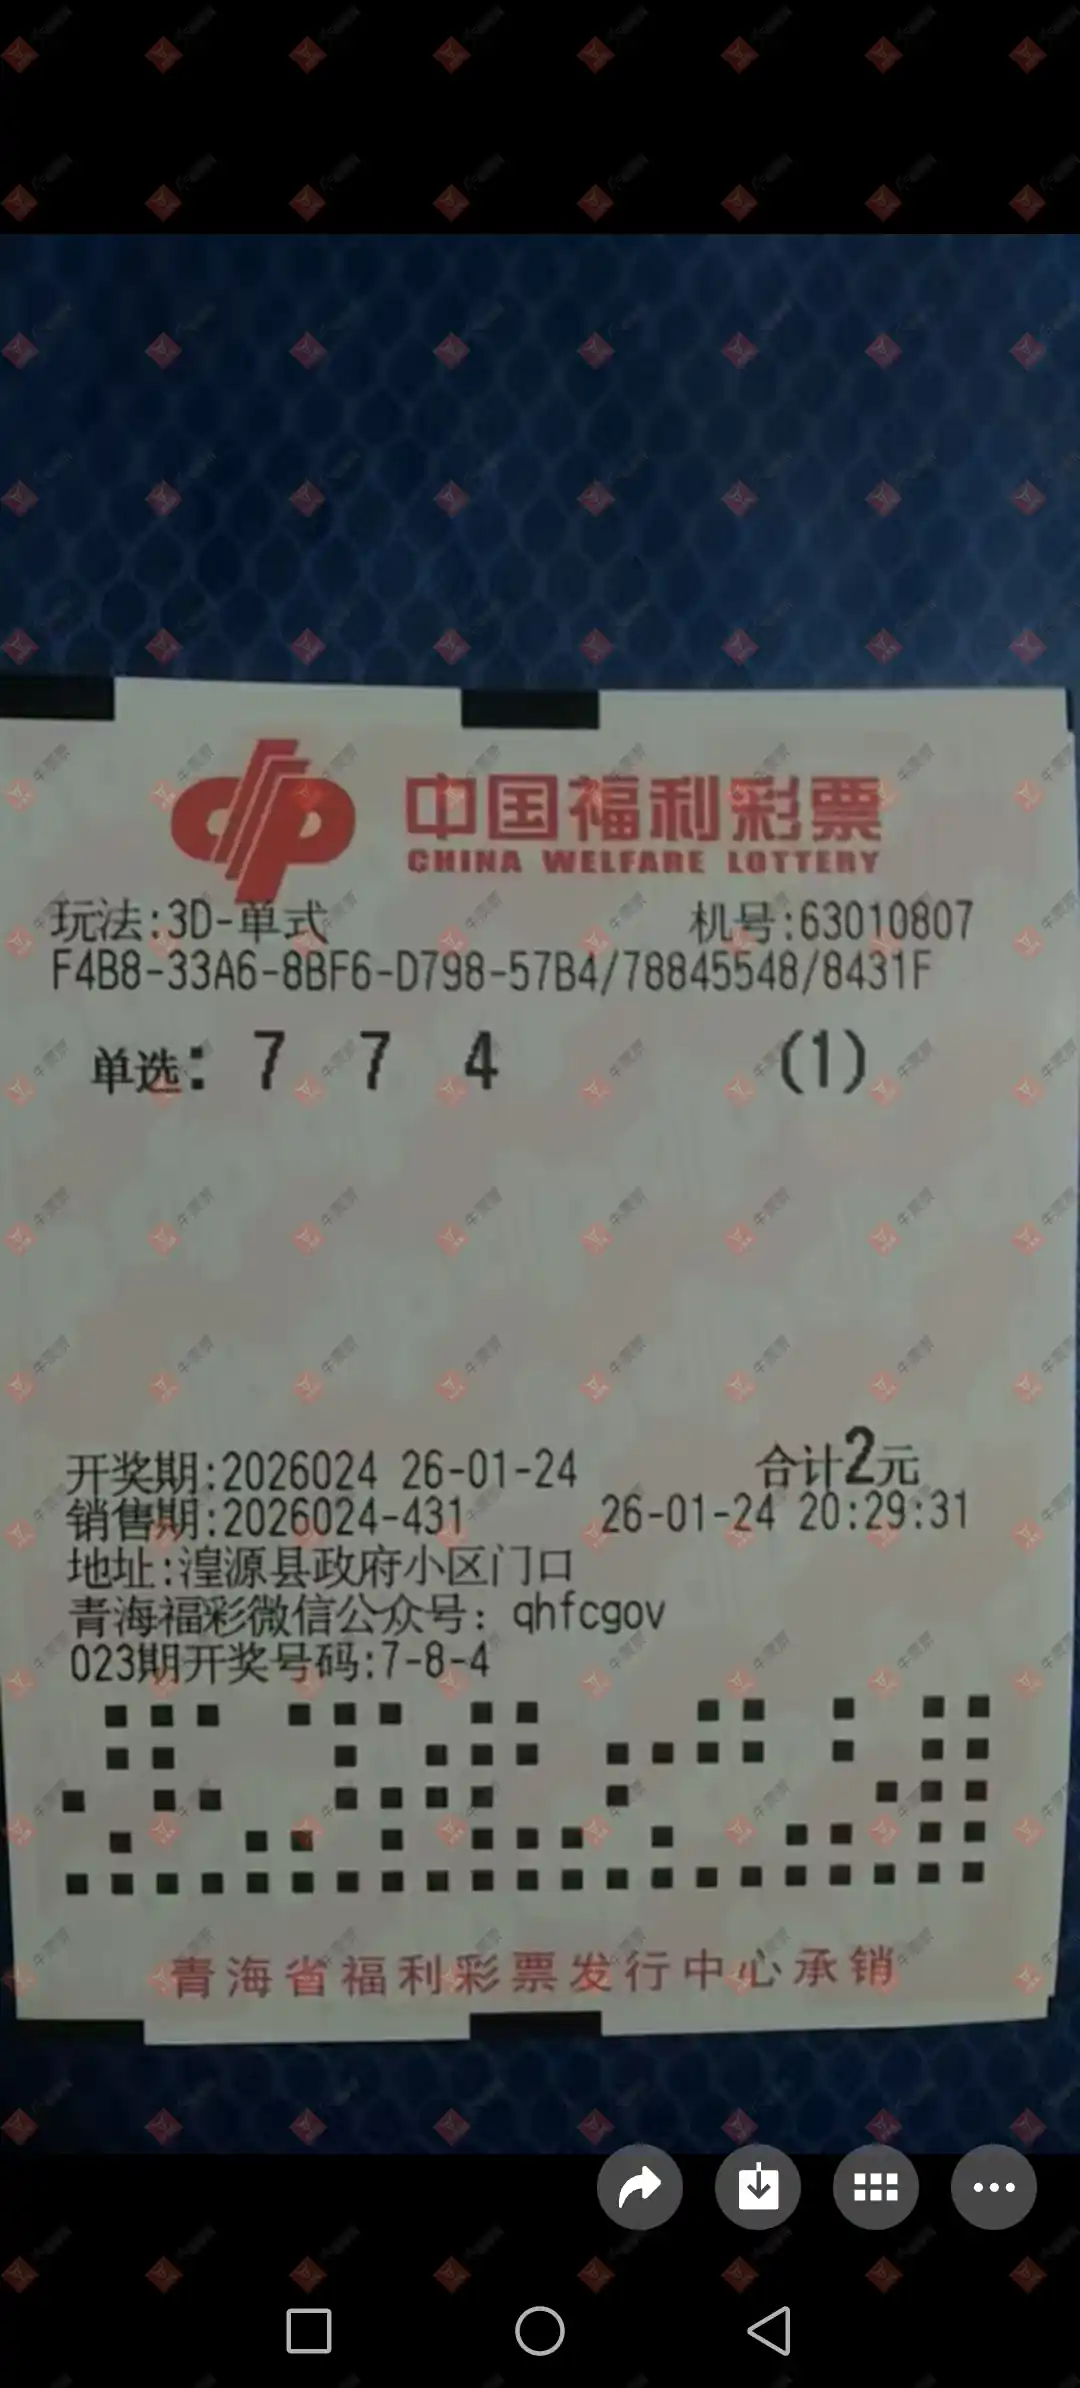 中国福利彩票
CHINA WELFARE LOTTERY
玩法:3D-单式 机号:63010807
F4B8-33A6-8BF6-D798-57B4/78845548/8431F
单选: 7 7 4 (1)
开奖期:2026024 26-01-24 合计2元
销售期:2026024-431 26-01-24 20:29:31
地址:湟源县政府小区门口
青海福彩微信公众号: qhfcgov
023期开奖号码:7-8-4
青海省福利彩票发行中心承销